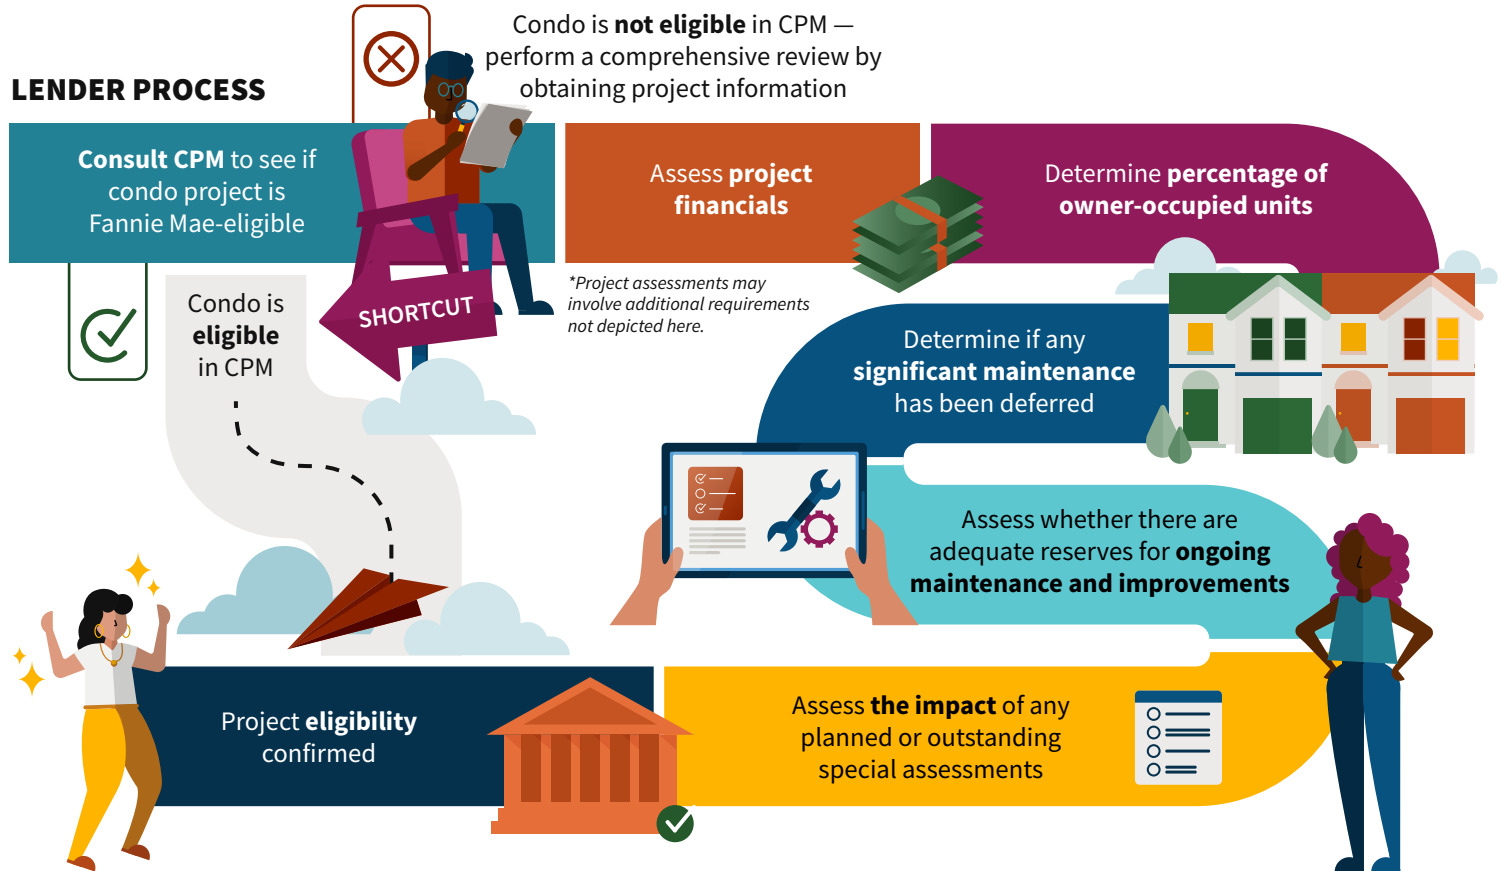 LENDER PROCESS
Condo is not eligible in CPM —
perform a comprehensive review by
obtaining project information
Consult CPM to see if
condo project is
Fannie Mae-eligible
Assess project
financials
Determine percentage of
owner-occupied units
*Project assessments may
involve additional requirements
not depicted here.
SHORTCUT
Condo is
eligible
in CPM
Determine if any
significant maintenance
has been deferred
Assess whether there are
adequate reserves for ongoing
maintenance and improvements
Assess the impact of any
planned or outstanding
special assessments
Project eligibility
confirmed